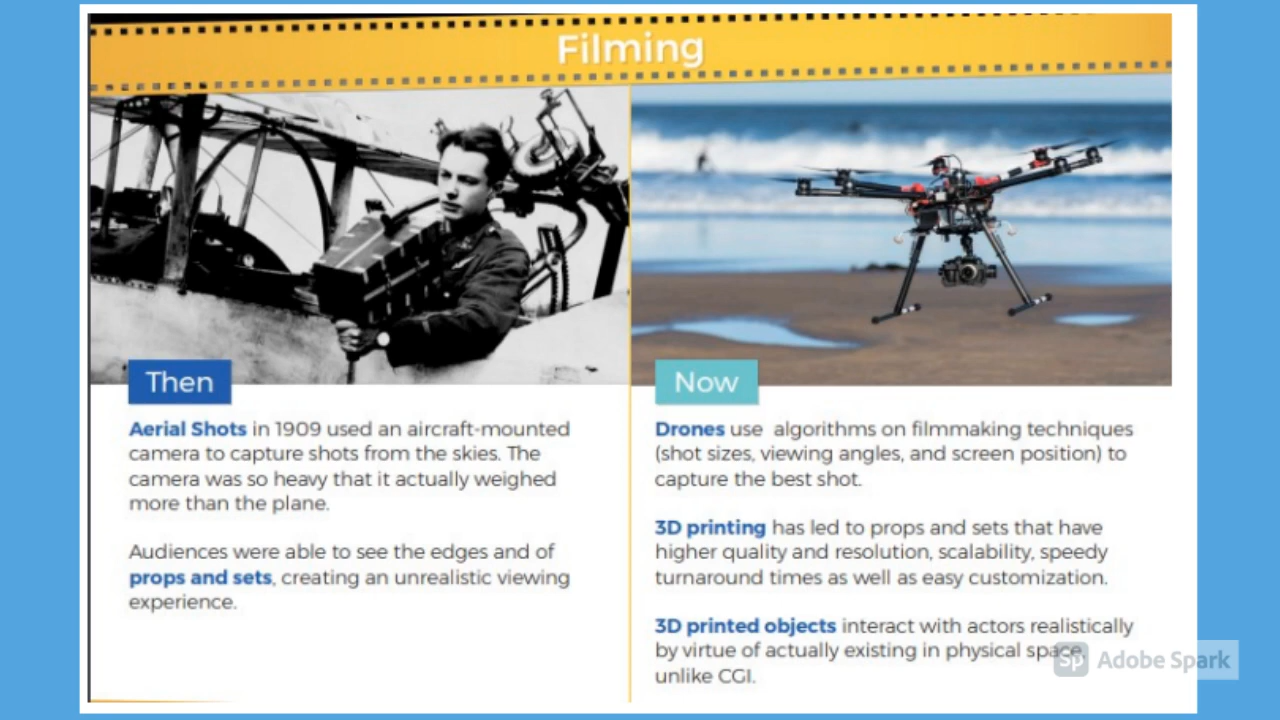 Filming
Then
Aerial Shots in 1909 used an aircraft-mounted
camera to capture shots from the skies. The
camera was so heavy that it actually weighed
more than the plane.
Audiences were able to see the edges and of
props and sets, creating an unrealistic viewing
experience.
Now
Drones use algorithms on filmmaking techniques
(shot sizes, viewing angles, and screen position) to
capture the best shot.
3D printing has led to props and sets that have
higher quality and resolution, scalability, speedy
turnaround times as well as easy customization.
3D printed objects interact with actors realistically
by virtue of actually existing in physical space,
unlike CGI.
Sp Adobe Spark